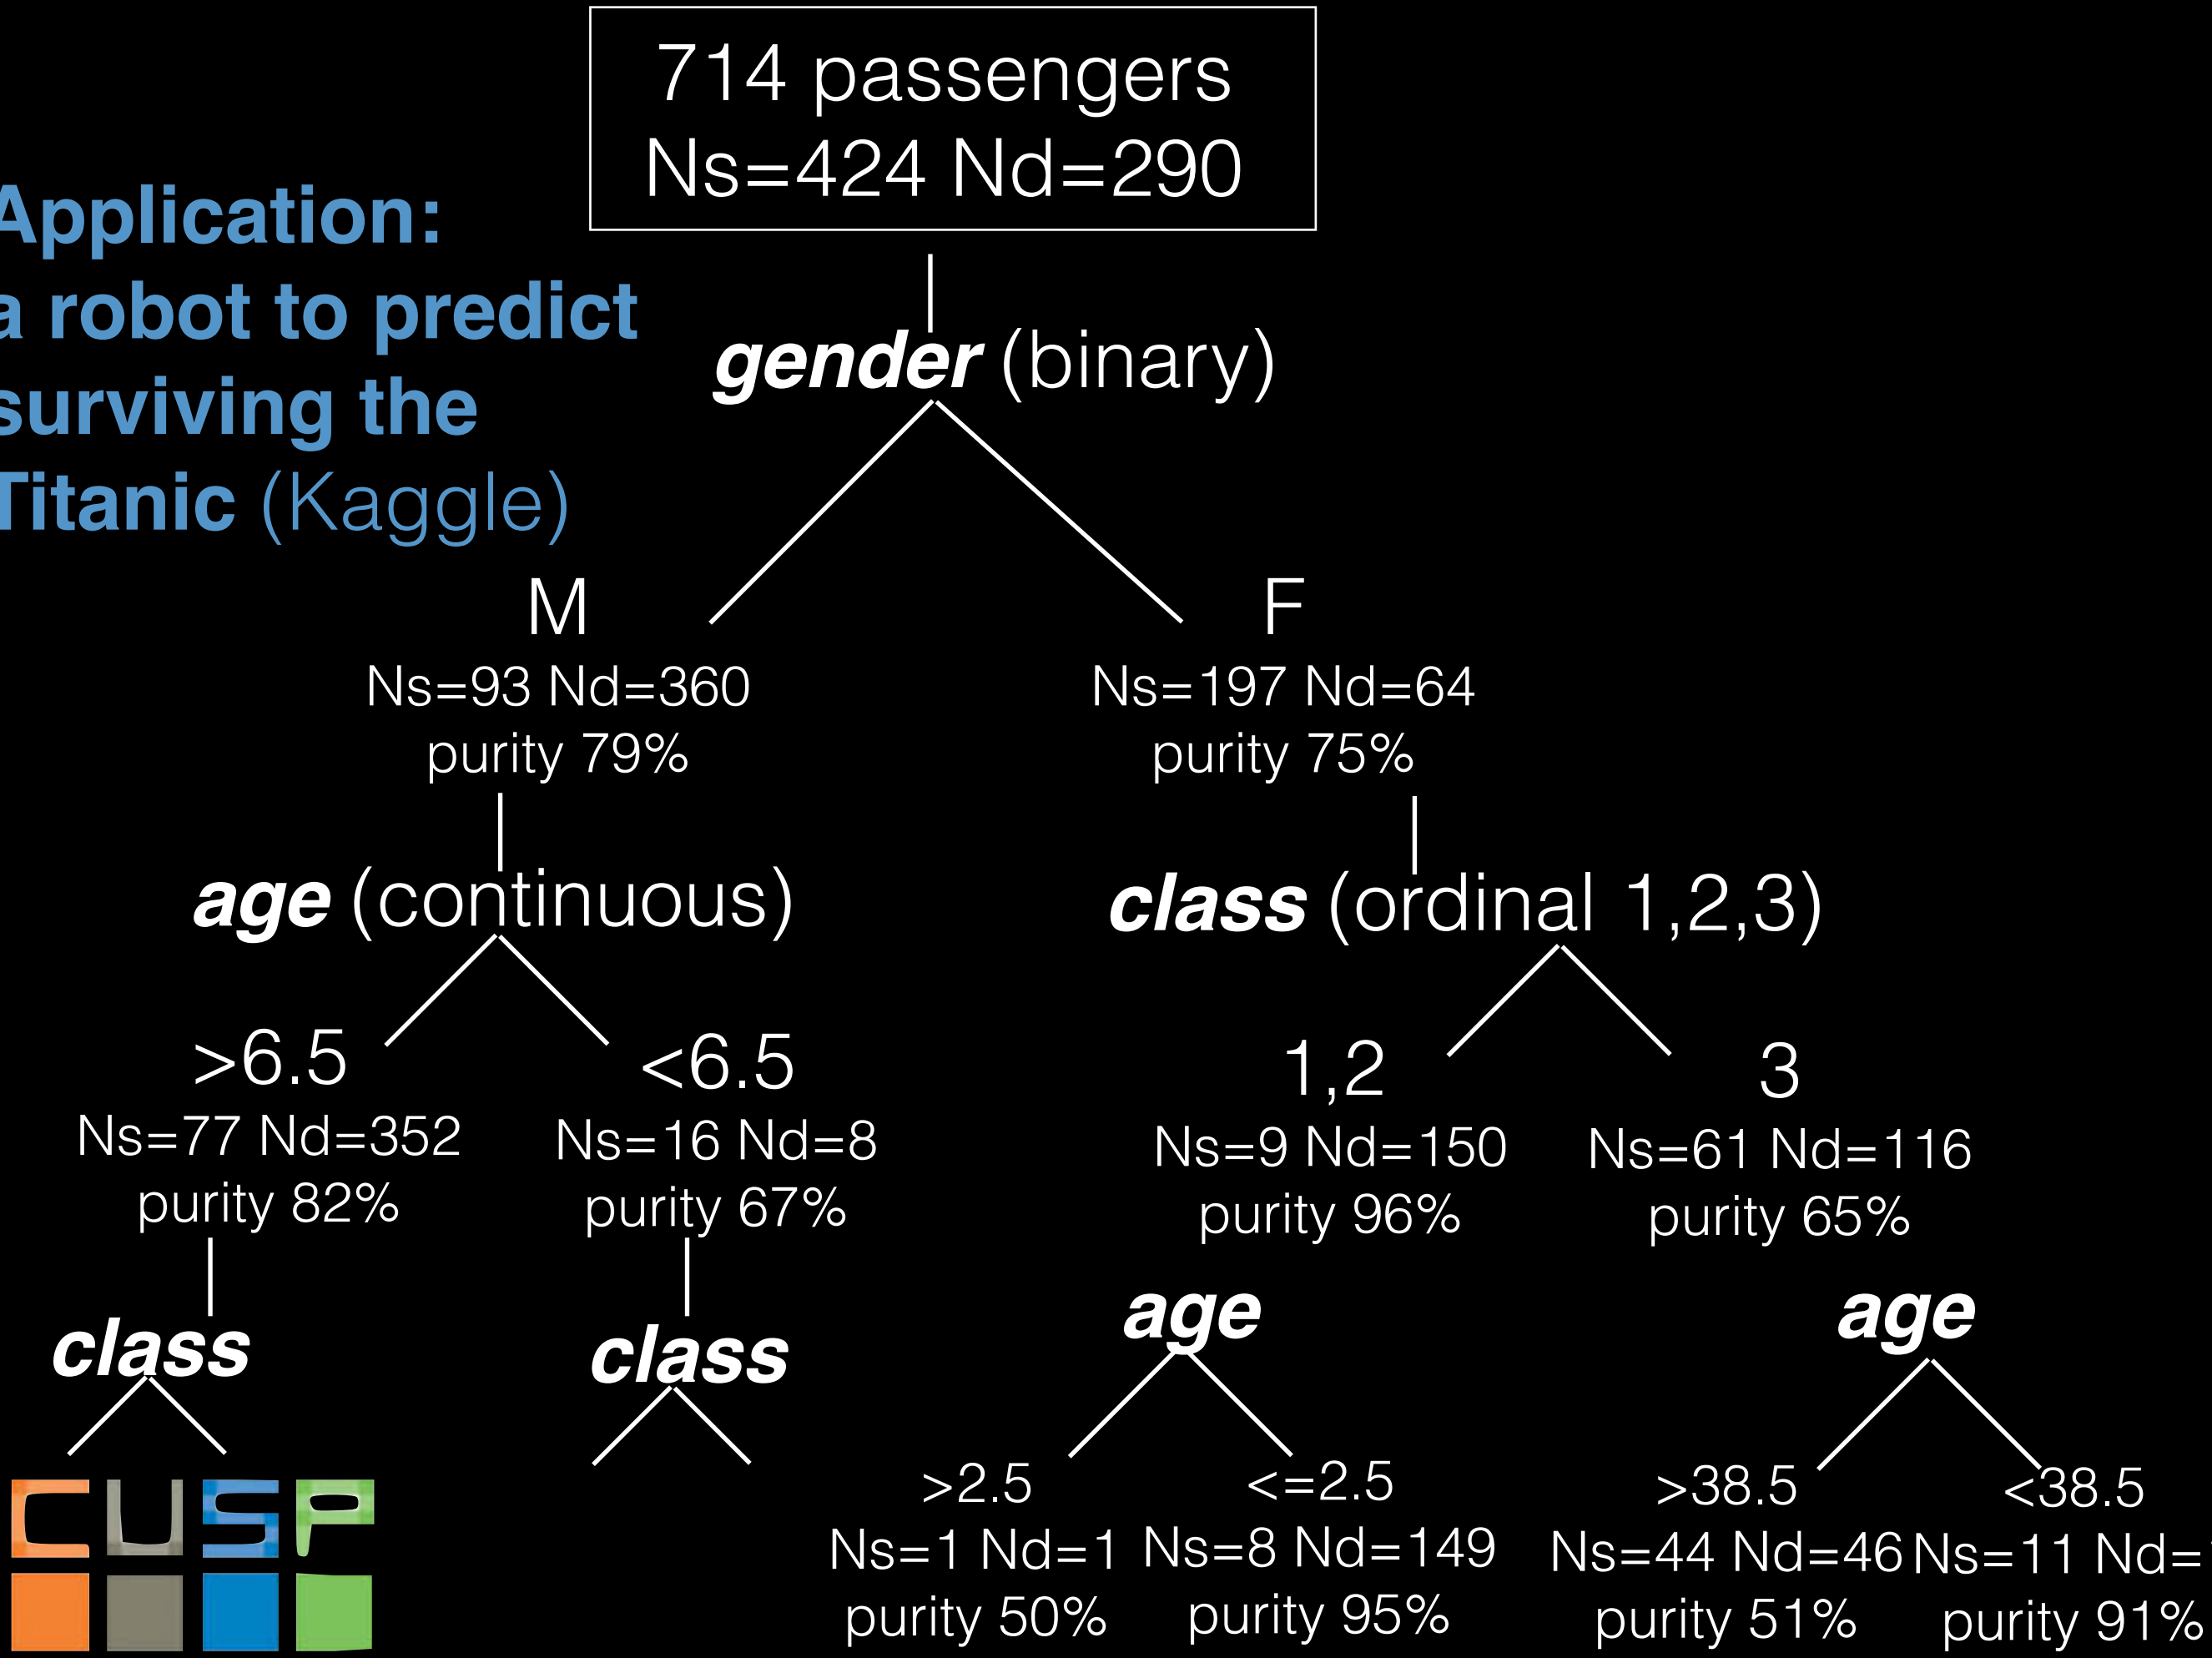 714 passengers
Ns=424 Nd=290
Application:
a robot to predict
surviving the
Titanic (Kaggle)
gender (binary)
M
F
Ns=93 Nd=360
purity 79%
Ns=197 Nd=64
purity 75%
age (continuous)
class (ordinal 1,2,3)
>6.5
<6.5
1,2
3
Ns=77 Nd=352
purity 82%
Ns=16 Nd=8
purity 67%
Ns=9 Nd=150
purity 96%
Ns=61 Nd=116
purity 65%
class
class
age
age
>2.5
Ns=1 Nd=1
purity 50%
<=2.5
Ns=8 Nd=149
purity 95%
>38.5
Ns=44 Nd=46
purity 51%
<38.5
Ns=11 Nd=
purity 91%
CUSP